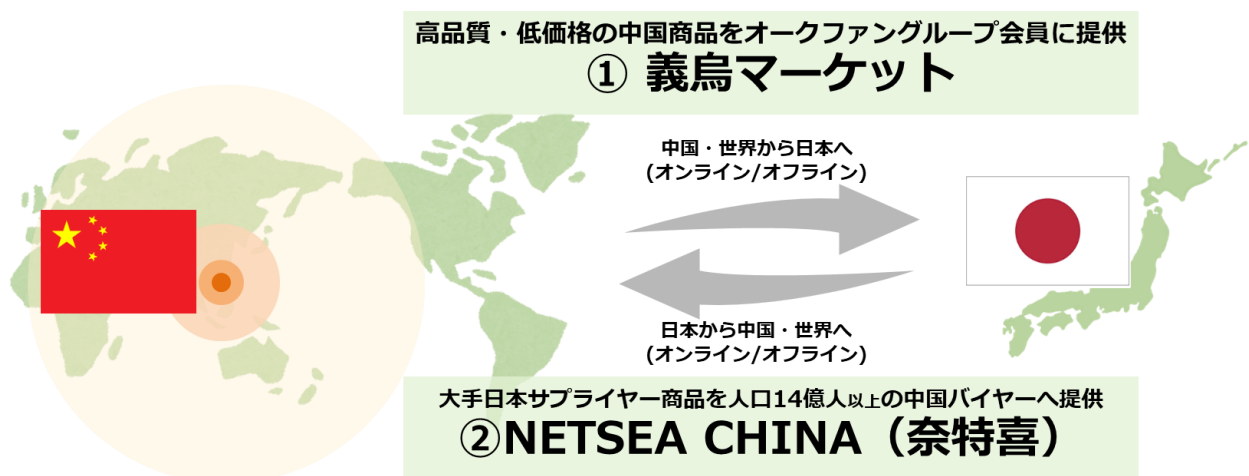 高品質・低価格の中国商品をオークファングループ会員に提供
① 義烏マーケット
中国・世界から日本へ
(オンライン/オフライン)
日本から中国・世界へ
(オンライン/オフライン)
大手日本サプライヤー商品を人口14億人以上の中国バイヤーへ提供
②NETSEA CHINA（奈特喜）